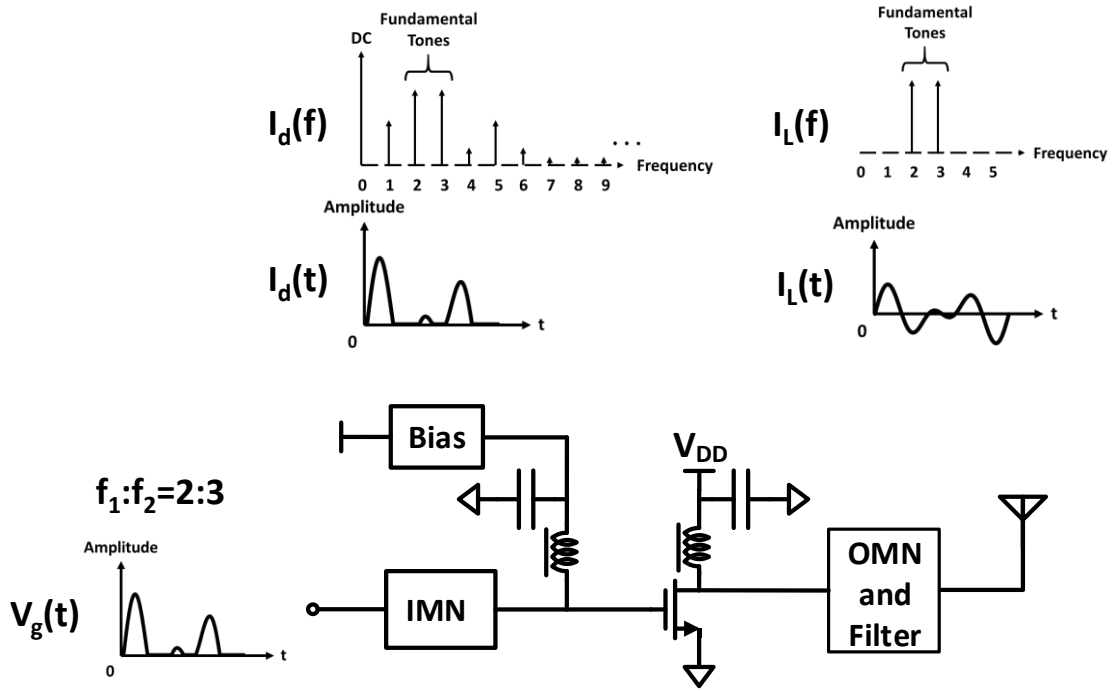 Fundamental
Tones
DC
I_d(f)
. . .
Frequency
0 1 2 3 4 5 6 7 8 9
Fundamental
Tones
I_L(f)
Frequency
0 1 2 3 4 5
Amplitude
I_d(t)
t
0
Amplitude
I_L(t)
t
0
Bias
V_DD
f_1:f_2=2:3
Amplitude
V_g(t)
t
0
IMN
OMN
and
Filter